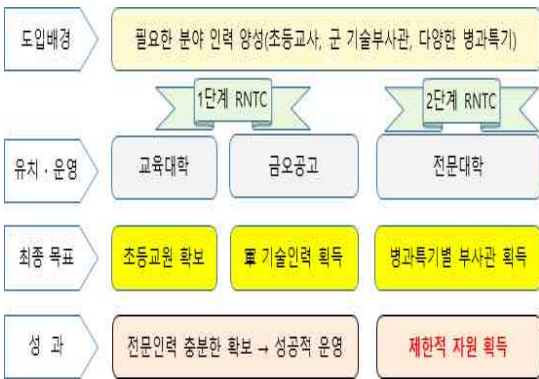 도입배경
필요한 분야 인력 양성(초등교사, 군 기술부사관, 다양한 병과특기)
1단계 RNTC
2단계 RNTC
유치·운영
교육대학
금오공고
전문대학
최종 목표
초등교원 확보
軍 기술인력 획득
병과특기별 부사관 획득
성 과
전문인력 충분한 확보 → 성공적 운영
제한적 자원 획득